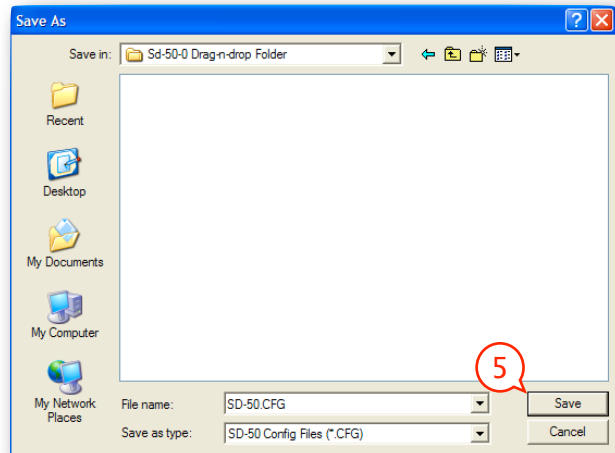 Save As
Save in:
Sd-50-0 Drag-n-drop Folder
Recent
Desktop
My Documents
My Computer
My Network
Places
5
File name:
SD-50.CFG
Save
Save as type:
SD-50 Config Files (*.CFG)
Cancel